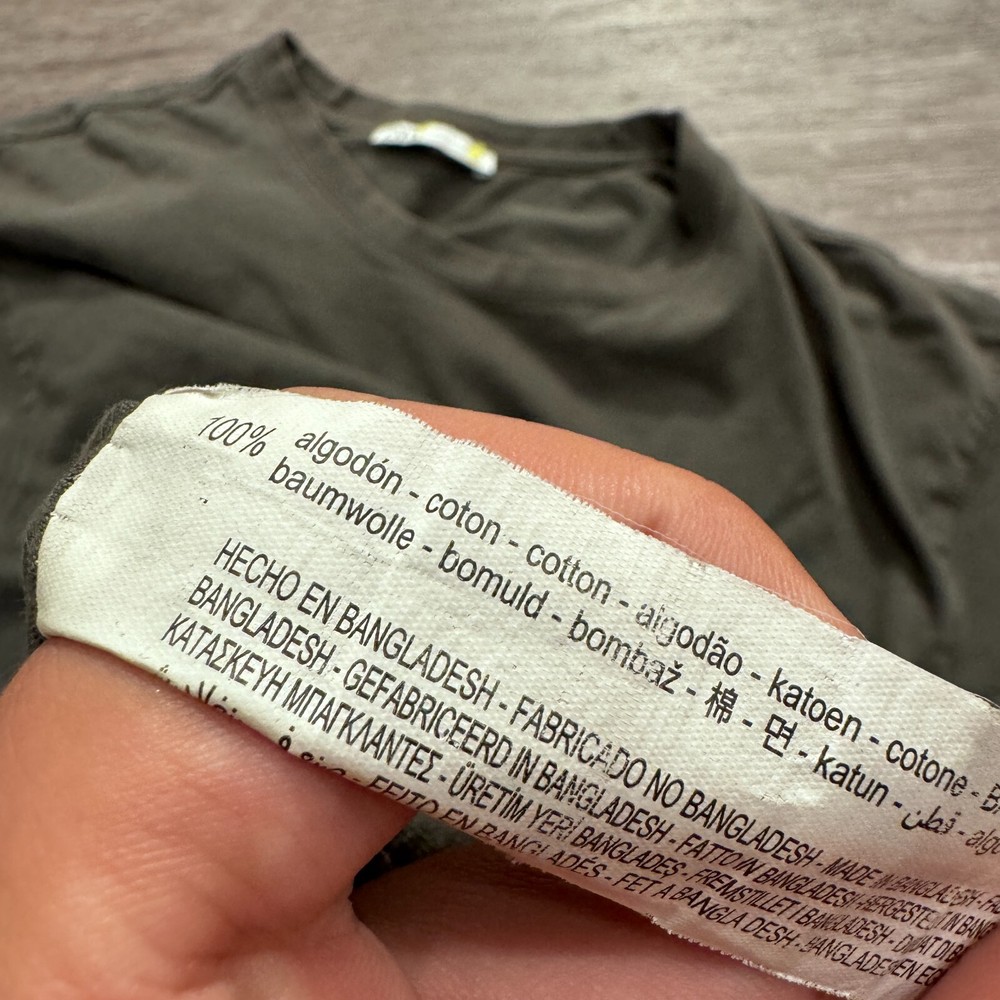 100% algodón - coton - cotton - algodão - katoen - cotone -
baumwolle - bomuld - bombaž - 棉 - 면 - katun - قطن -
HECHO EN BANGLADESH - FABRICADO NO BANGLADESH - MADE IN BANGLADESH -
BANGLADESH - GEFABRICEERD IN BANGLADESH - FATTO IN BANGLADESH - HERGESTELLT IN
ΚΑΤΑΣΚΕΥΗ ΜΠΑΓΚΛΑΝΤΕΣ - ÜRETİM YERİ BANGLADEŞ - FREMSTILLET I BANGLADESH -
FEITO EN BANGLADÉS - FET A BANGLA DESH -